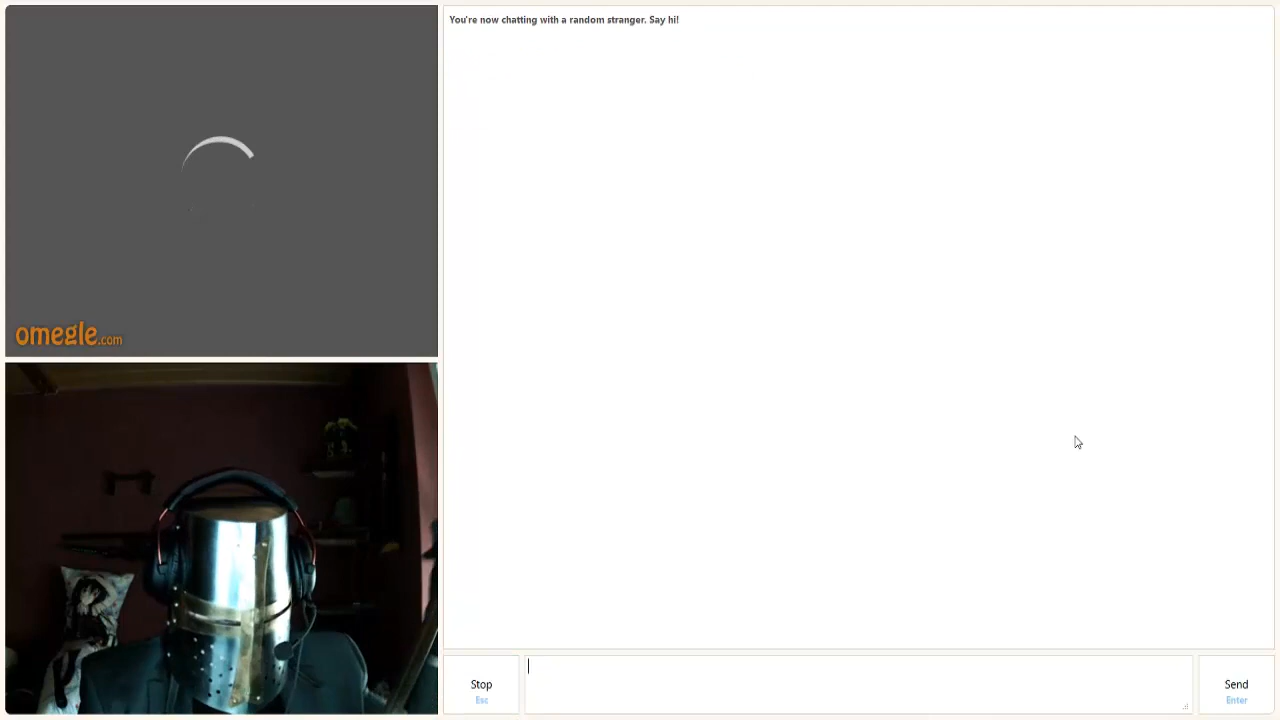 You're now chatting with a random stranger. Say hi!
omegle.com
Stop
Esc
Send
Enter